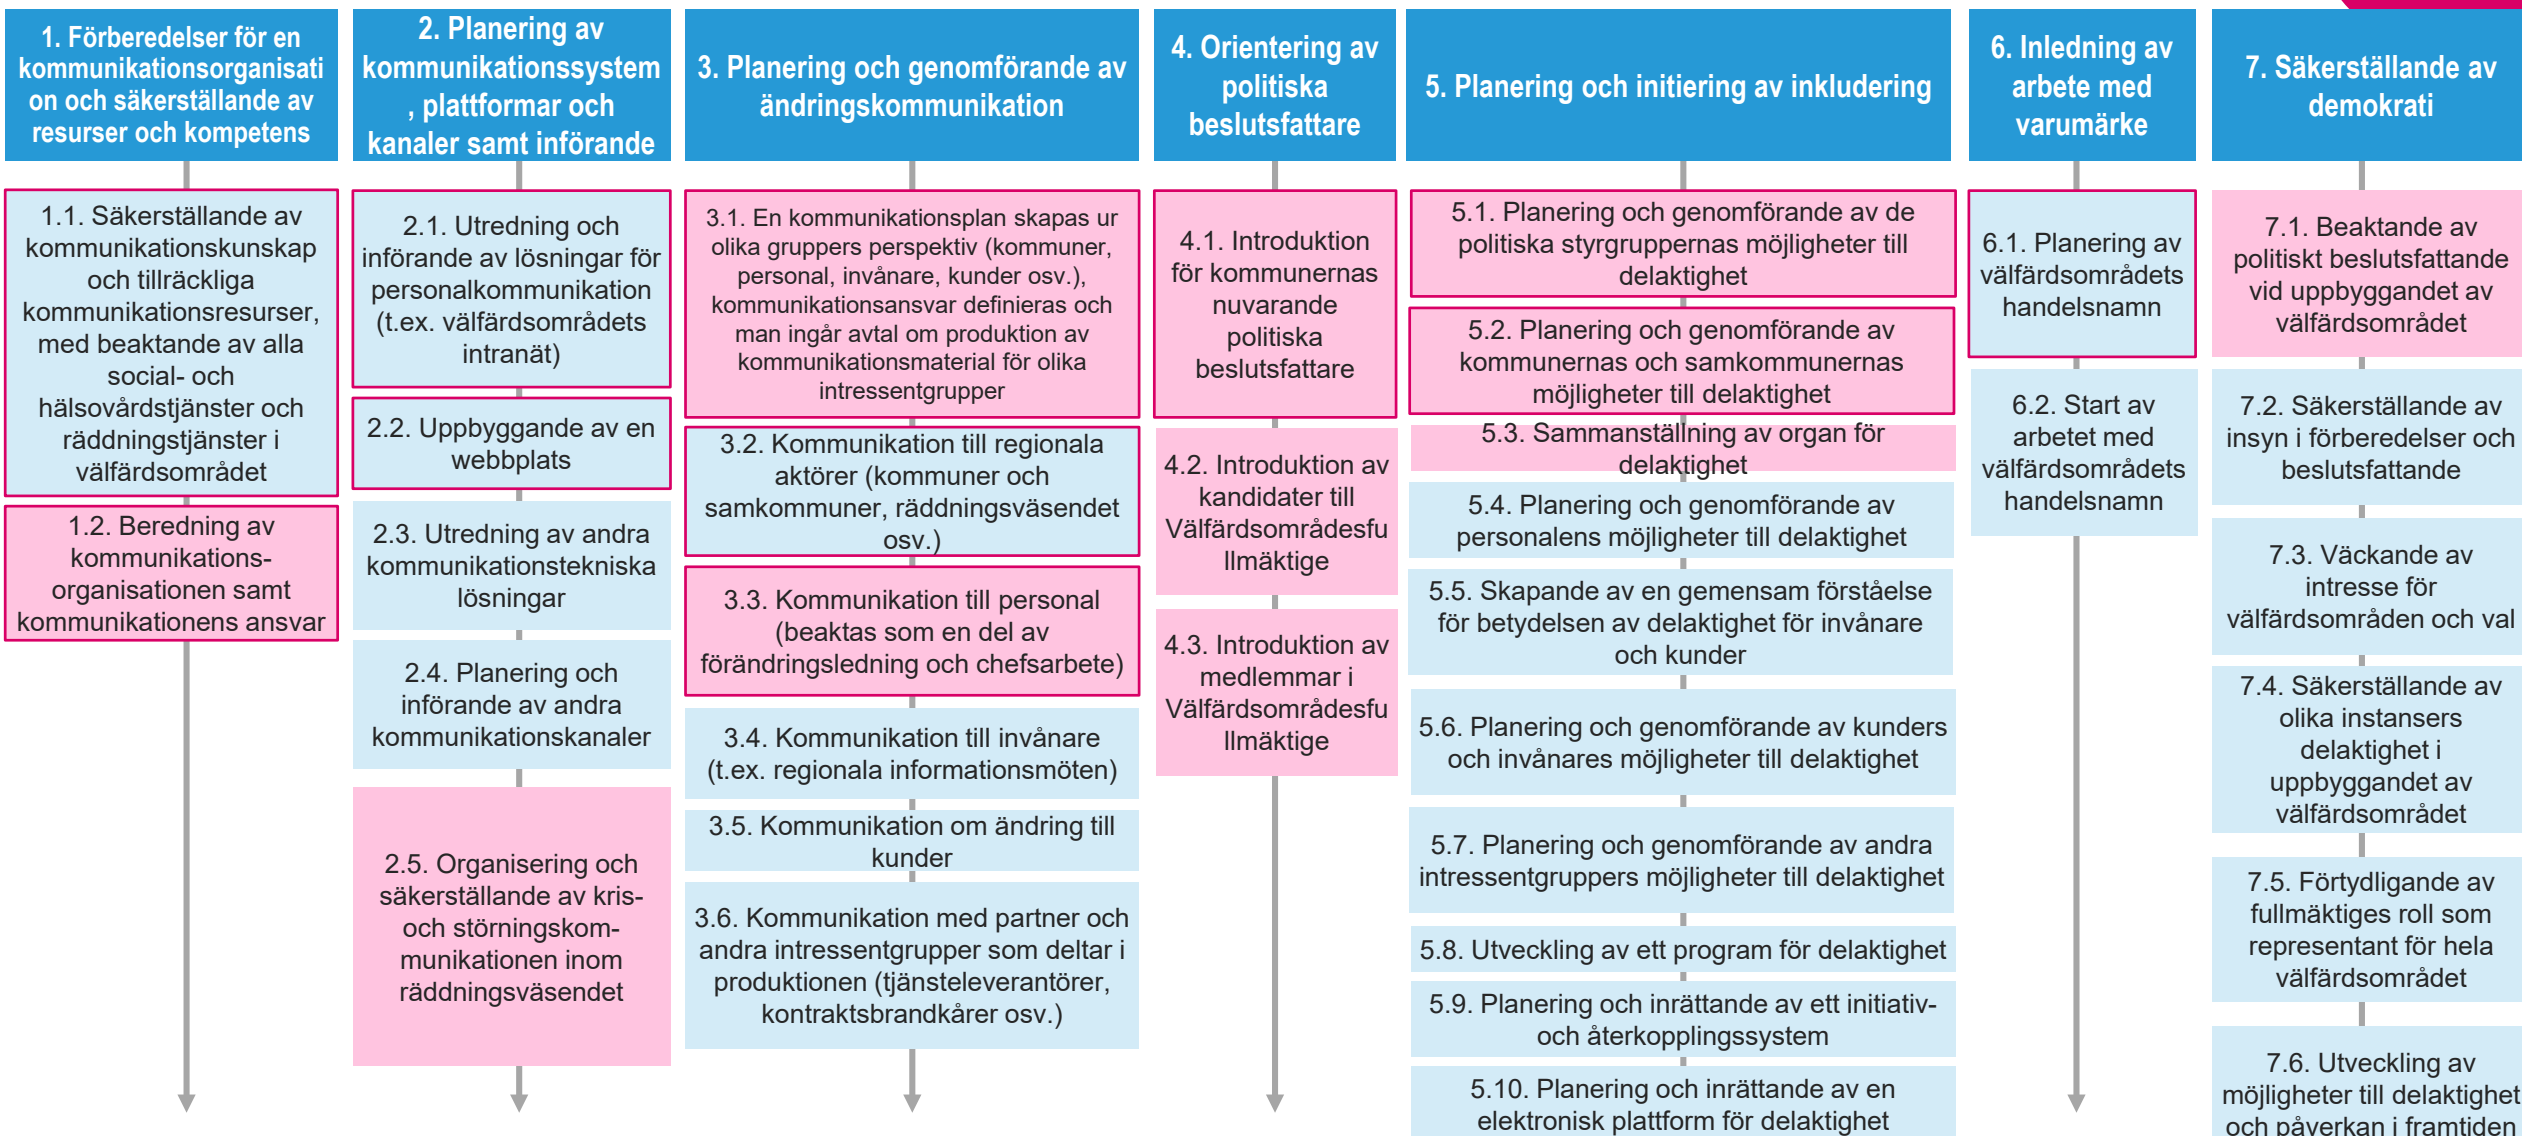 1. Förberedelser för en
kommunikationsorganisati
on och säkerställande av
resurser och kompetens
1.1. Säkerställande av
kommunikationskunskap
och tillräckliga
kommunikationsresurser,
med beaktande av alla
social- och
hälsovårdstjänster och
räddningstjänster i
välfärdsområdet
1.2. Beredning av
kommunikations-
organisationen samt
kommunikationens ansvar
2. Planering av
kommunikationssystem
, plattformar och
kanaler samt införande
2.1. Utredning och
införande av lösningar för
personalkommunikation
(t.ex. välfärdsområdets
intranät)
2.2. Uppbyggande av en
webbplats
2.3. Utredning av andra
kommunikationstekniska
lösningar
2.4. Planering och
införande av andra
kommunikationskanaler
2.5. Organisering och
säkerställande av kris-
och störningskom-
munikationen inom
räddningsväsendet
3. Planering och genomförande av
ändringskommunikation
3.1. En kommunikationsplan skapas ur
olika gruppers perspektiv (kommuner,
personal, invånare, kunder osv.),
kommunikationsansvar definieras och
man ingår avtal om produktion av
kommunikationsmaterial för olika
intressentgrupper
3.2. Kommunikation till regionala
aktörer (kommuner och
samkommuner, räddningsväsendet
osv.)
3.3. Kommunikation till personal
(beaktas som en del av
förändringsledning och chefsarbete)
3.4. Kommunikation till invånare
(t.ex. regionala informationsmöten)
3.5. Kommunikation om ändring till
kunder
3.6. Kommunikation med partner och
andra intressentgrupper som deltar i
produktionen (tjänsteleverantörer,
kontraktsbrandkårer osv.)
4. Orientering av
politiska
beslutsfattare
4.1. Introduktion
för kommunernas
nuvarande
politiska
beslutsfattare
4.2. Introduktion av
kandidater till
Välfärdsområdesfu
llmäktige
4.3. Introduktion av
medlemmar i
Välfärdsområdesfu
llmäktige
5. Planering och initiering av inkludering
5.1. Planering och genomförande av de
politiska styrgruppernas möjligheter till
delaktighet
5.2. Planering och genomförande av
kommunernas och samkommunernas
möjligheter till delaktighet
5.3. Sammanställning av organ för
delaktighet
5.4. Planering och genomförande av
personalens möjligheter till delaktighet
5.5. Skapande av en gemensam förståelse
för betydelsen av delaktighet för invånare
och kunder
5.6. Planering och genomförande av kunders
och invånares möjligheter till delaktighet
5.7. Planering och genomförande av andra
intressentgruppers möjligheter till delaktighet
5.8. Utveckling av ett program för delaktighet
5.9. Planering och inrättande av ett initiativ-
och återkopplingssystem
5.10. Planering och inrättande av en
elektronisk plattform för delaktighet
6. Inledning av
arbete med
varumärke
6.1. Planering av
välfärdsområdets
handelsnamn
6.2. Start av
arbetet med
välfärdsområdets
handelsnamn
7. Säkerställande av
demokrati
7.1. Beaktande av
politiskt beslutsfattande
vid uppbyggandet av
välfärdsområdet
7.2. Säkerställande av
insyn i förberedelser och
beslutsfattande
7.3. Väckande av
intresse för
välfärdsområden och val
7.4. Säkerställande av
olika instansers
delaktighet i
uppbyggandet av
välfärdsområdet
7.5. Förtydligande av
fullmäktiges roll som
representant för hela
välfärdsområdet
7.6. Utveckling av
möjligheter till delaktighet
och påverkan i framtiden